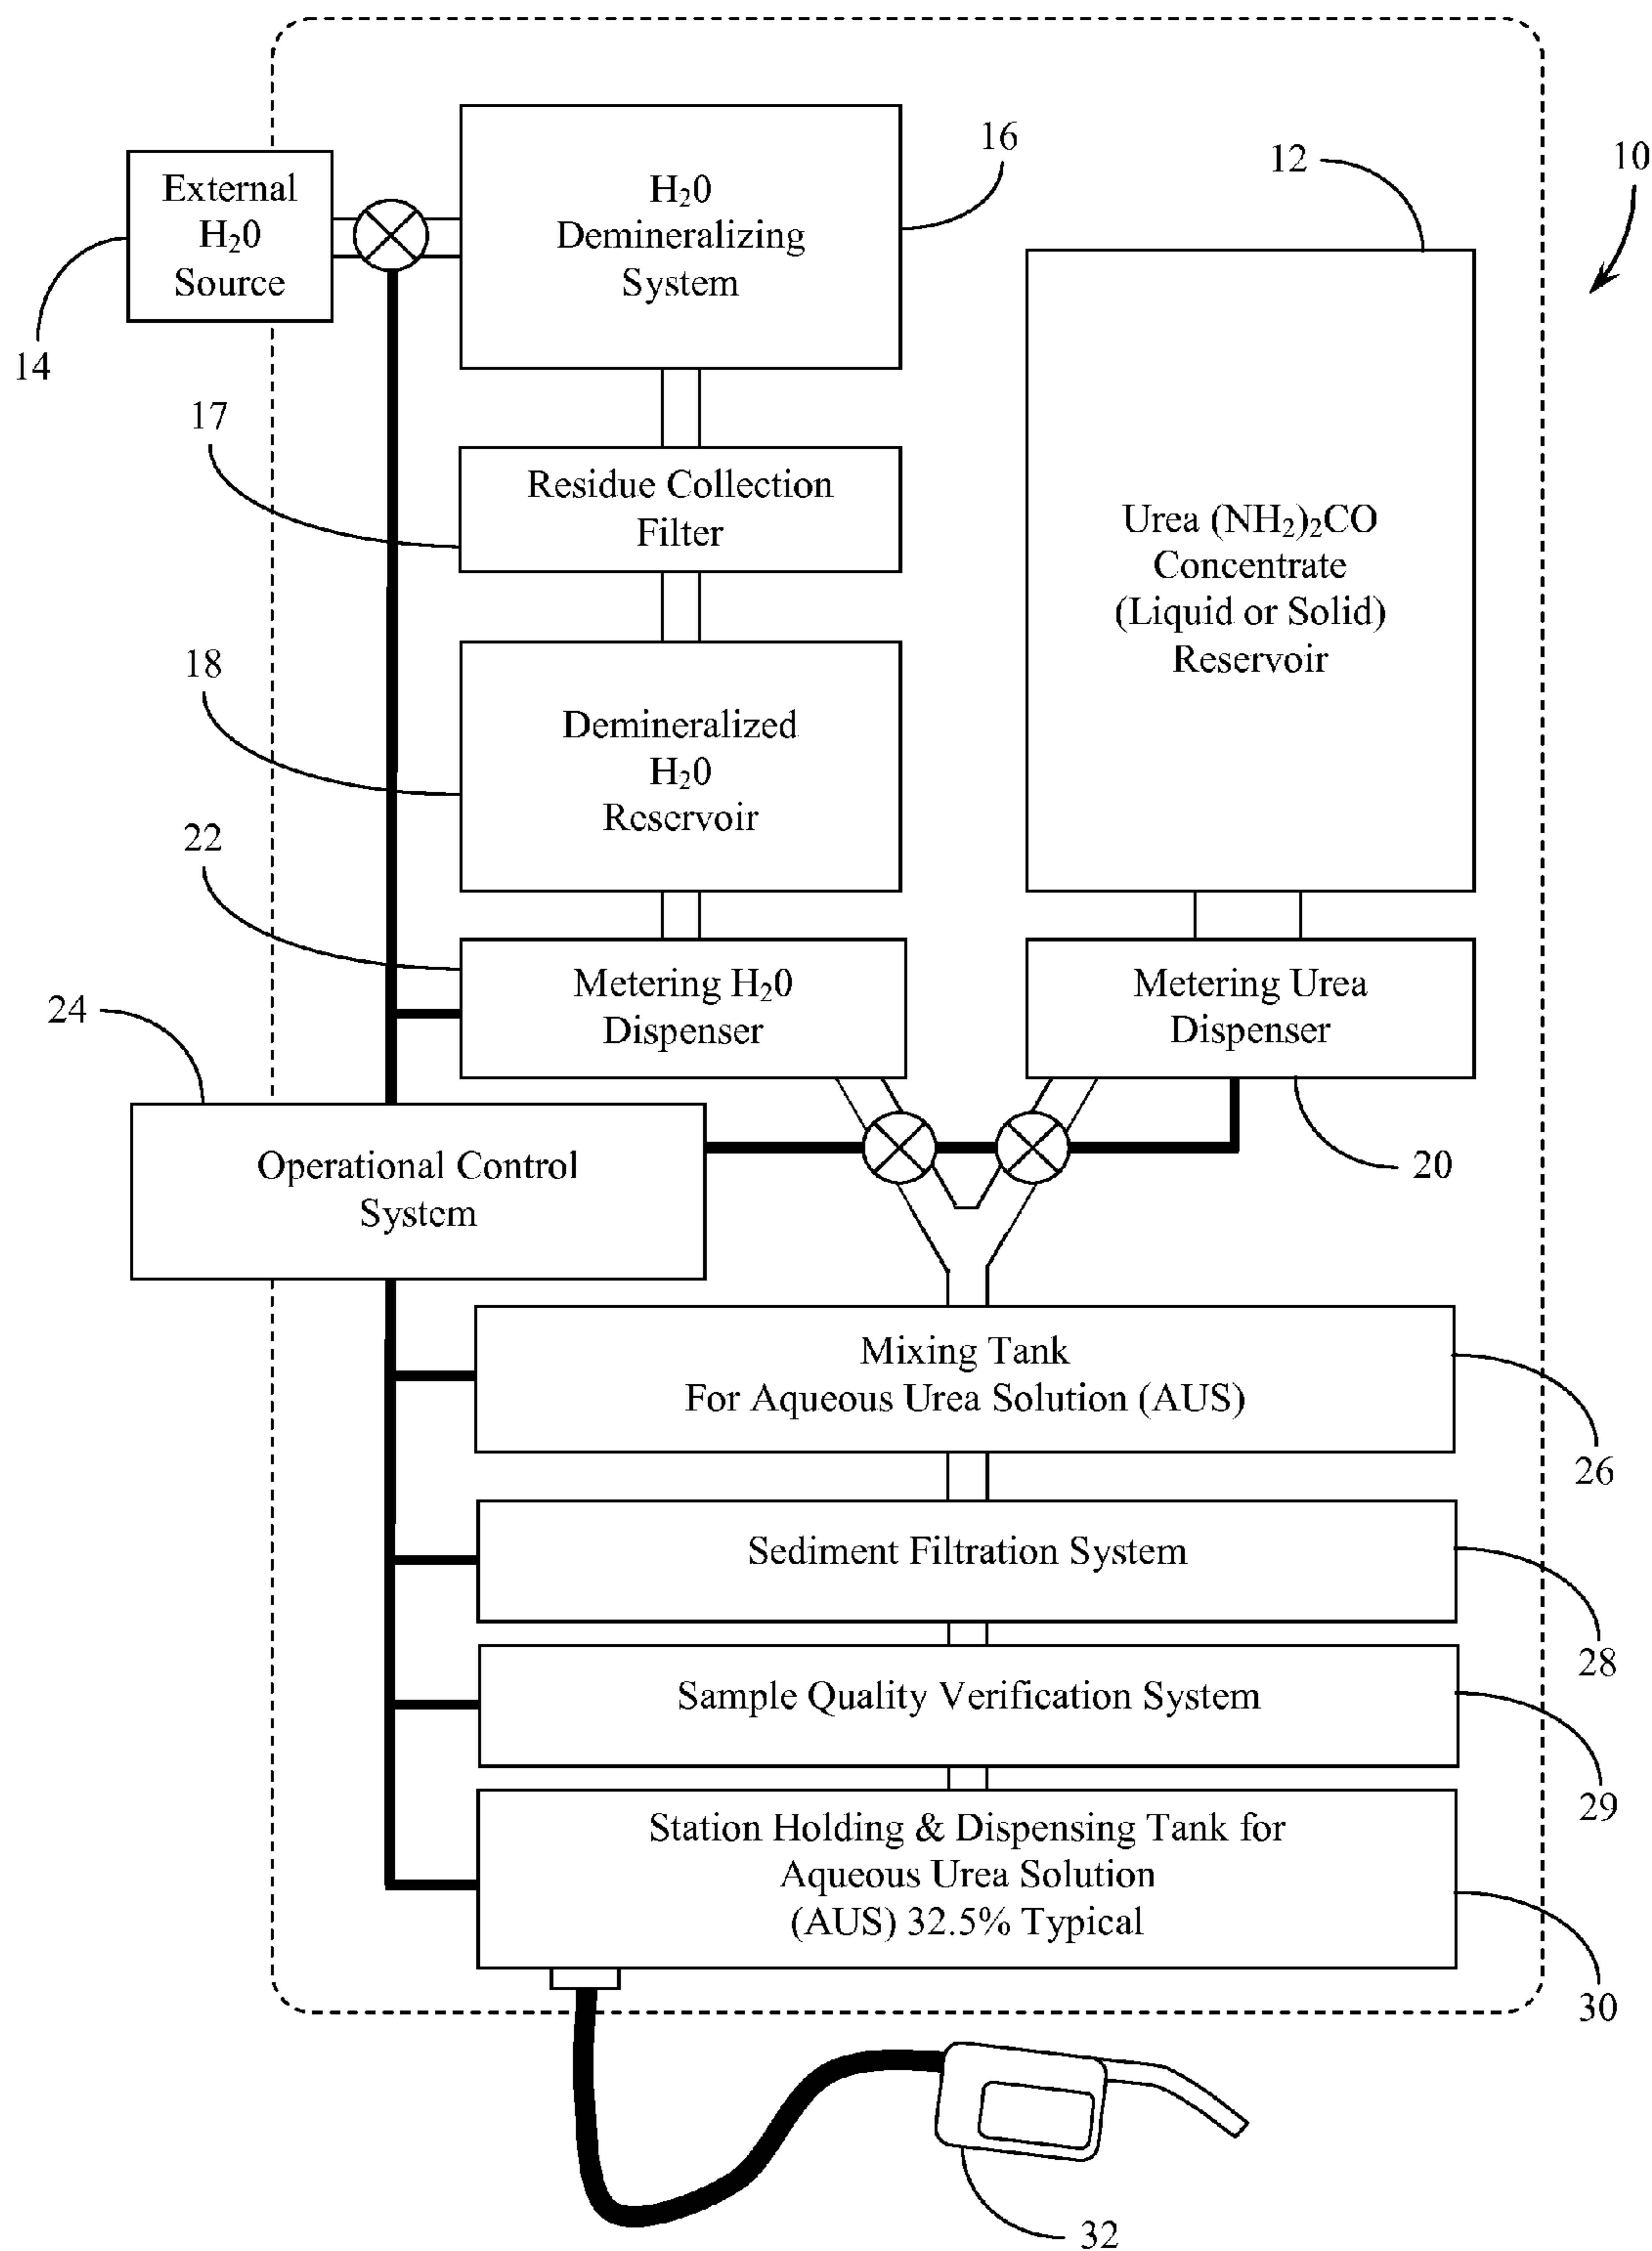 10
12
16
External
H₂0
Source
14
H₂0
Demineralizing
System
17
Residue Collection
Filter
Urea (NH₂)₂CO
Concentrate
(Liquid or Solid)
Reservoir
18
Demineralized
H₂0
Reservoir
22
Metering H₂0
Dispenser
Metering Urea
Dispenser
24
20
Operational Control
System
Mixing Tank
For Aqueous Urea Solution (AUS)
26
Sediment Filtration System
28
Sample Quality Verification System
29
Station Holding & Dispensing Tank for
Aqueous Urea Solution
(AUS) 32.5% Typical
30
32